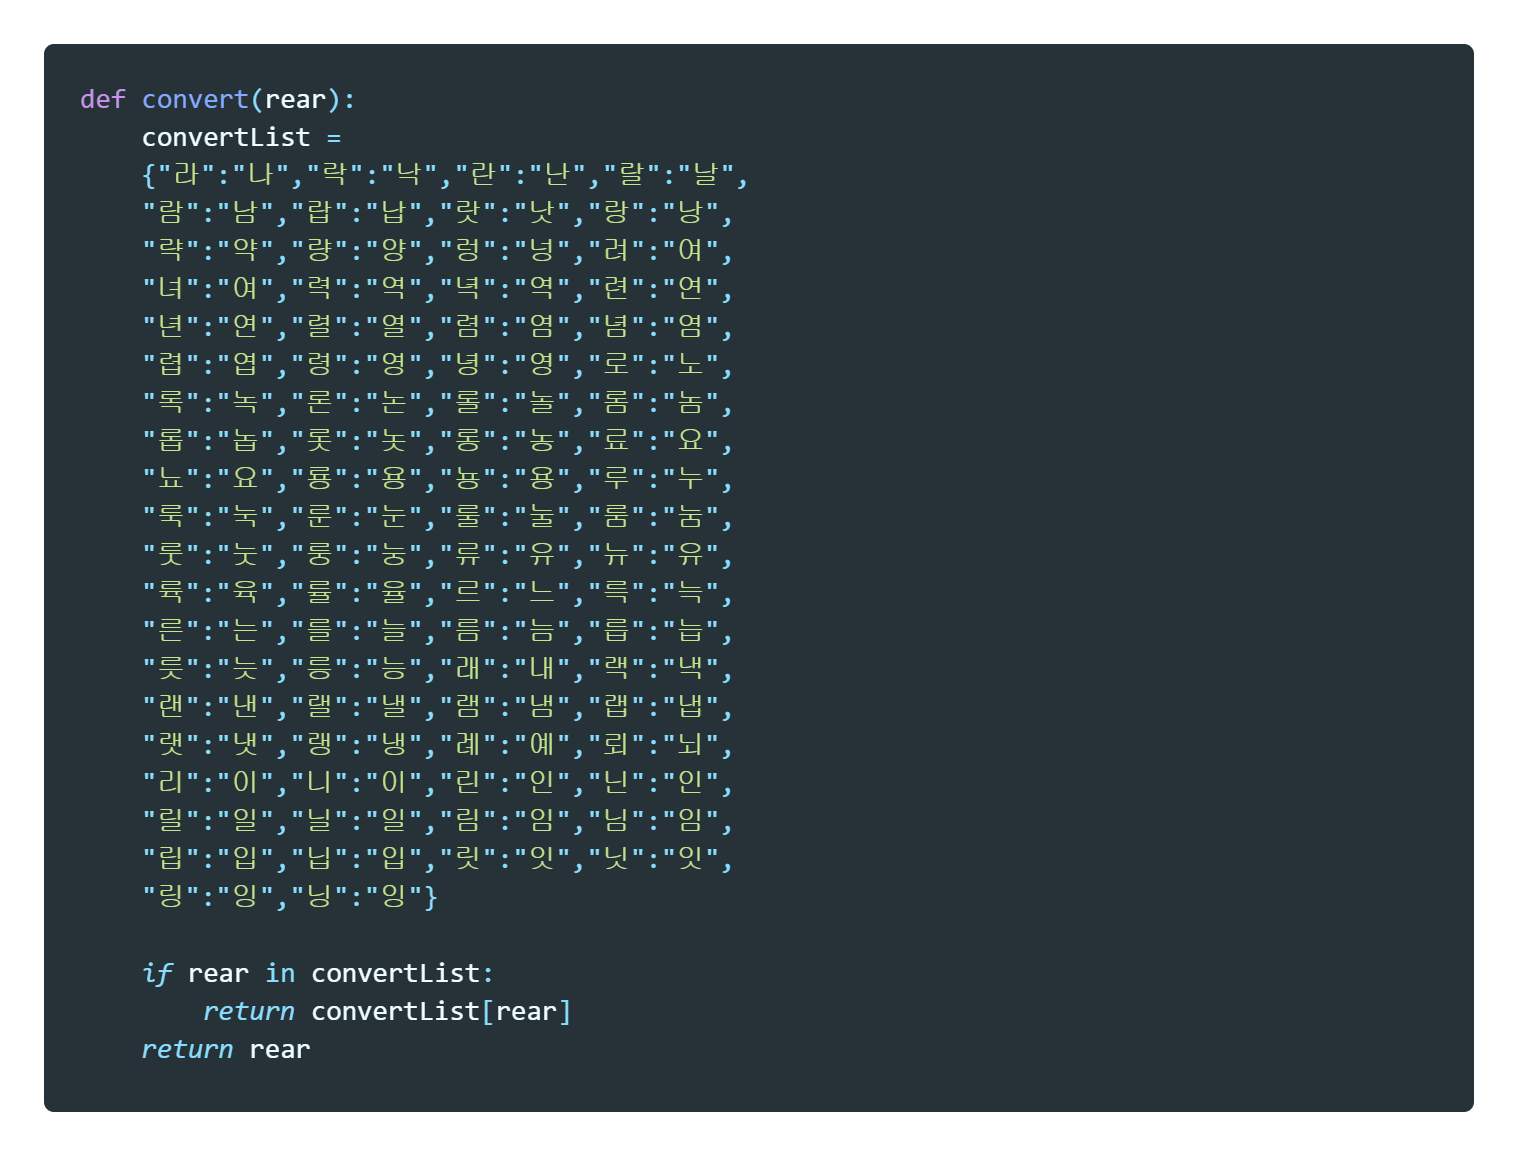 def convert(rear):
    convertList =
    {"라":"나","락":"낙","란":"난","랄":"날",
    "람":"남","랍":"납","랏":"낫","랑":"낭",
    "략":"약","량":"양","렁":"넝","려":"여",
    "녀":"여","력":"역","녁":"역","련":"연",
    "년":"연","렬":"열","렴":"염","념":"염",
    "렵":"엽","령":"영","녕":"영","로":"노",
    "록":"녹","론":"논","롤":"놀","롬":"놈",
    "롭":"놉","롯":"놋","롱":"농","료":"요",
    "뇨":"요","룡":"용","뇽":"용","루":"누",
    "룩":"눅","룬":"눈","룰":"눌","룸":"눔",
    "룻":"눗","룽":"눙","류":"유","뉴":"유",
    "륙":"육","률":"율","르":"느","륵":"늑",
    "른":"는","를":"늘","름":"늠","릅":"늡",
    "릇":"늣","릉":"능","래":"내","랙":"낵",
    "랜":"낸","랠":"낼","램":"냄","랩":"냅",
    "랫":"냇","랭":"냉","례":"예","뢰":"뇌",
    "리":"이","니":"이","린":"인","닌":"인",
    "릴":"일","닐":"일","림":"임","님":"임",
    "립":"입","닙":"입","릿":"잇","닛":"잇",
    "링":"잉","닝":"잉"}
    if rear in convertList:
        return convertList[rear]
    return rear